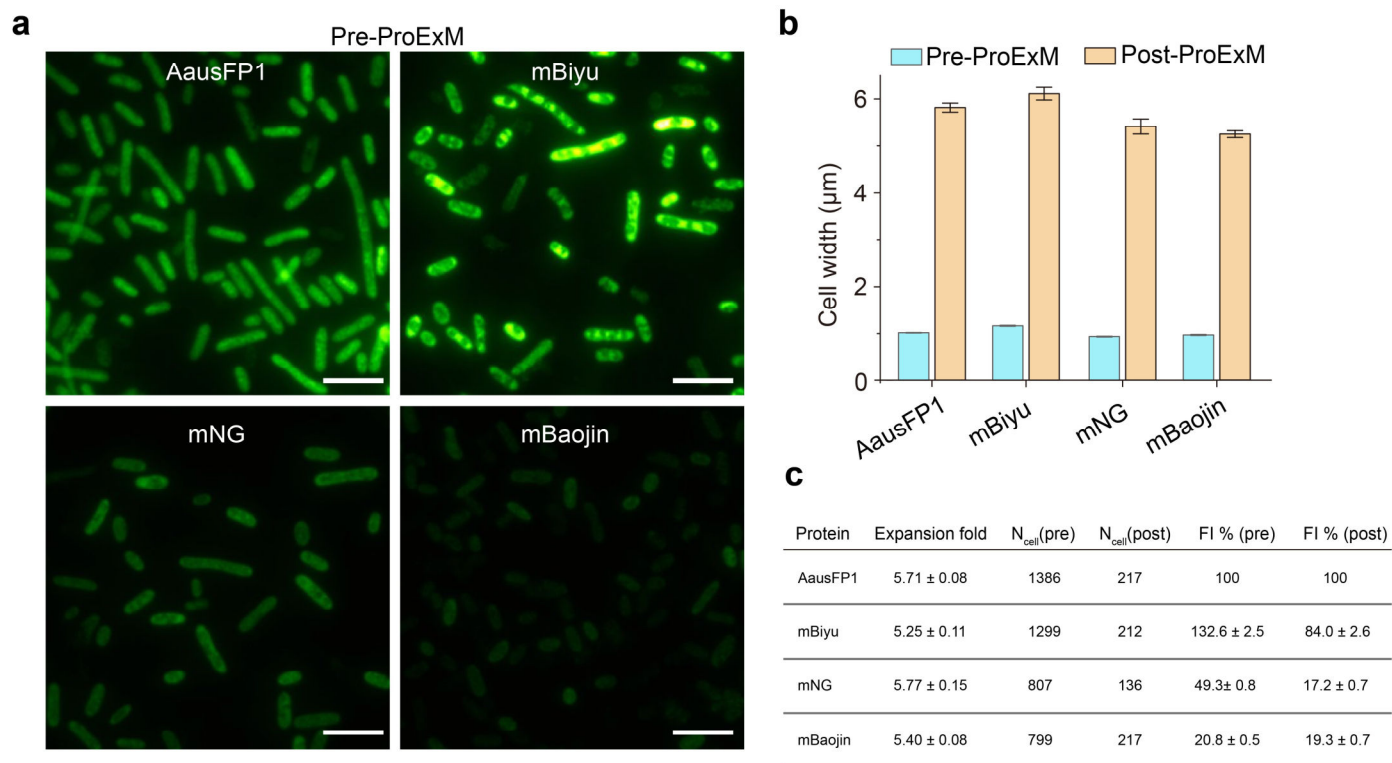 a
Pre-ProExM
AausFP1
mBiyu
mNG
mBaojin
b
Pre-ProExM Post-ProExM
Cell width (µm)
6
4
2
0
AausFP1 mBiyu mNG mBaojin
c
Protein Expansion fold Ncell(pre) Ncell(post) FI % (pre) FI % (post)
AausFP1 5.71 ± 0.08 1386 217 100 100
mBiyu 5.25 ± 0.11 1299 212 132.6 ± 2.5 84.0 ± 2.6
mNG 5.77 ± 0.15 807 136 49.3± 0.8 17.2 ± 0.7
mBaojin 5.40 ± 0.08 799 217 20.8 ± 0.5 19.3 ± 0.7